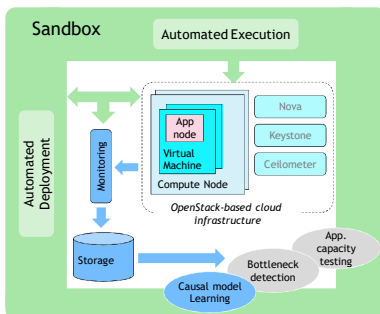 Sandbox
Automated Execution
Automated
Deployment
Monitoring
App
node
Virtual
Machine
Compute Node
Nova
Keystone
Ceilometer
OpenStack-based cloud
infrastructure
Storage
App.
capacity
testing
Bottleneck
detection
Causal model
Learning